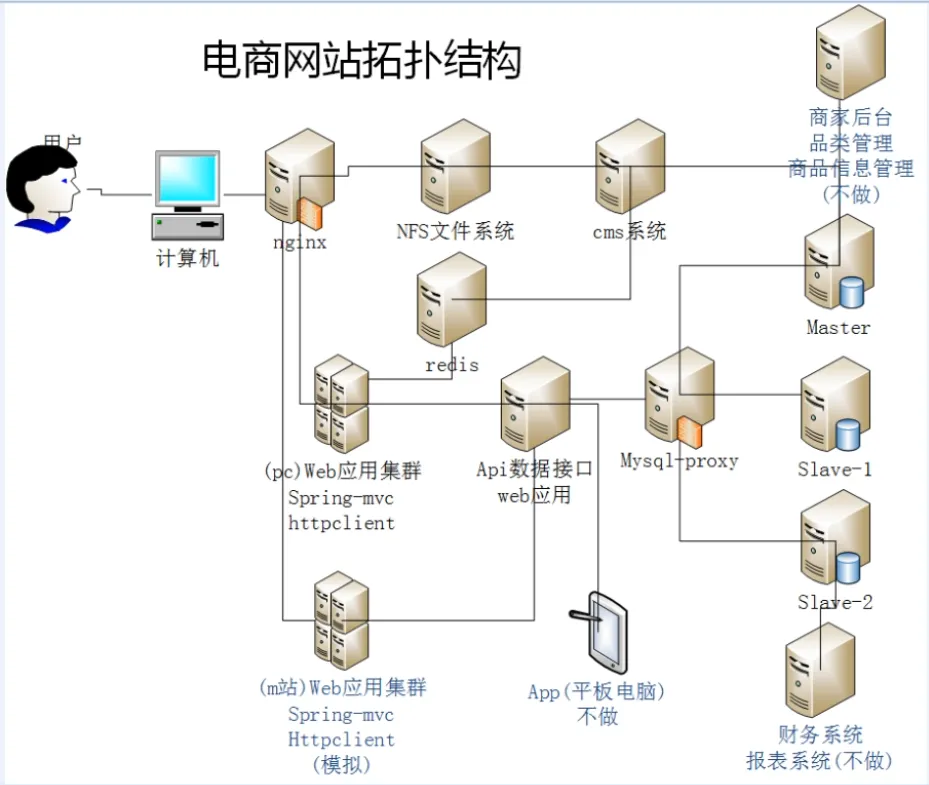 电商网站拓扑结构
用户
计算机
nginx
NFS文件系统
cms系统
商家后台
品类管理
商品信息管理
(不做)
redis
Master
(pc)Web应用集群
Spring-mvc
httpclient
Api数据接口
web应用
Mysql-proxy
Slave-1
Slave-2
(m站)Web应用集群
Spring-mvc
Httpclient
(模拟)
App(平板电脑)
不做
财务系统
报表系统(不做)